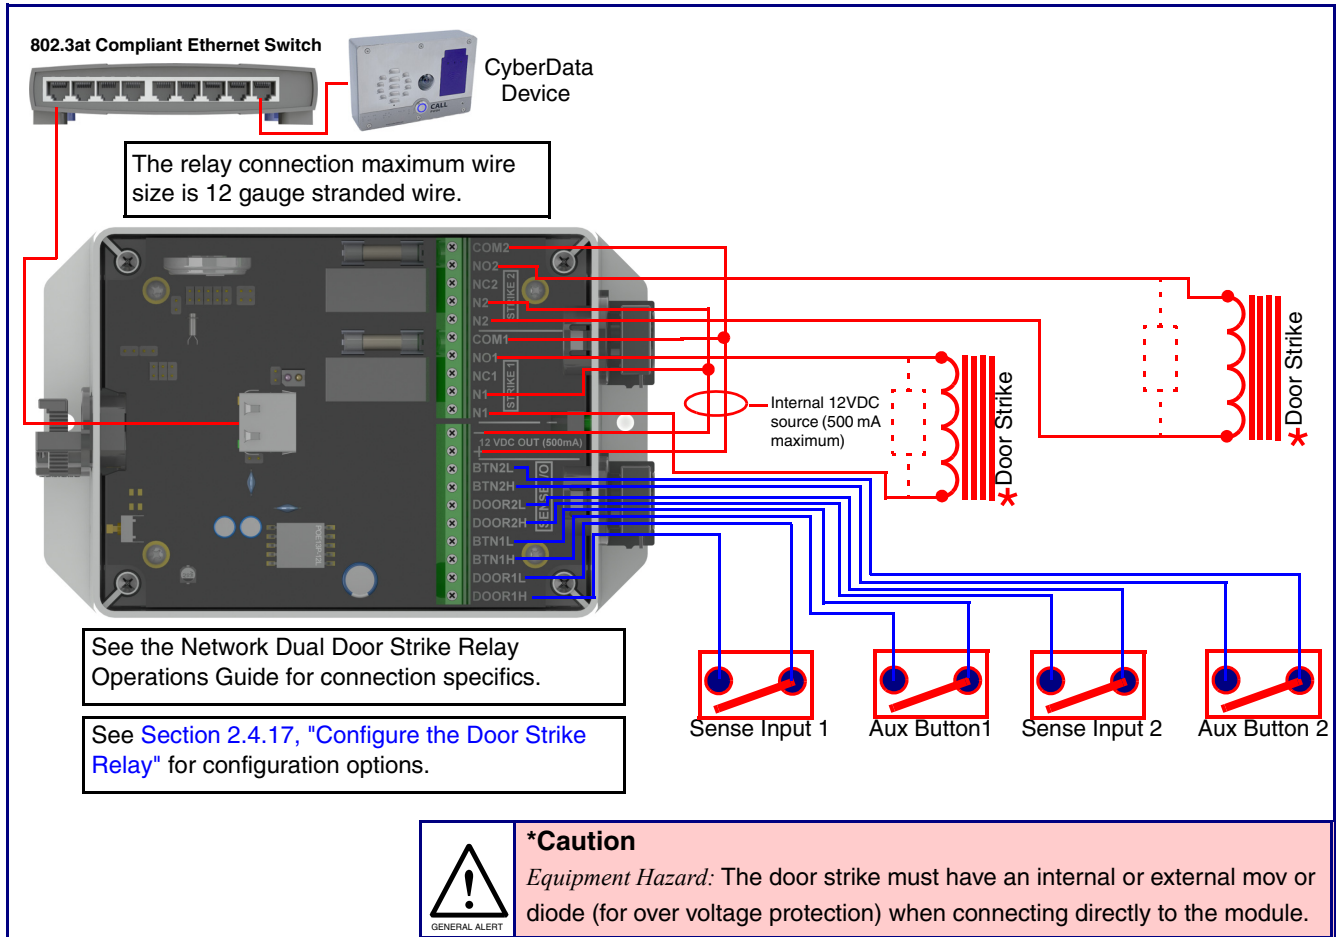 802.3at Compliant Ethernet Switch
CALL
CyberData
Device
The relay connection maximum wire
size is 12 gauge stranded wire.
COM2
NO2
NC2
N2
N2
STRIKE 2
COM1
NO1
NC1
N1
N1
STRIKE 1
12 VDC OUT (500mA)
+
BTN2L
BTN2H
DOOR2L
DOOR2H
BTN1L
BTN1H
DOOR1L
DOOR1H
Internal 12VDC
source (500 mA
maximum)
*Door Strike
*Door Strike
See the Network Dual Door Strike Relay
Operations Guide for connection specifics.
See Section 2.4.17, "Configure the Door Strike
Relay" for configuration options.
Sense Input 1
Aux Button1
Sense Input 2
Aux Button 2
GENERAL ALERT
*Caution
Equipment Hazard: The door strike must have an internal or external mov or
diode (for over voltage protection) when connecting directly to the module.